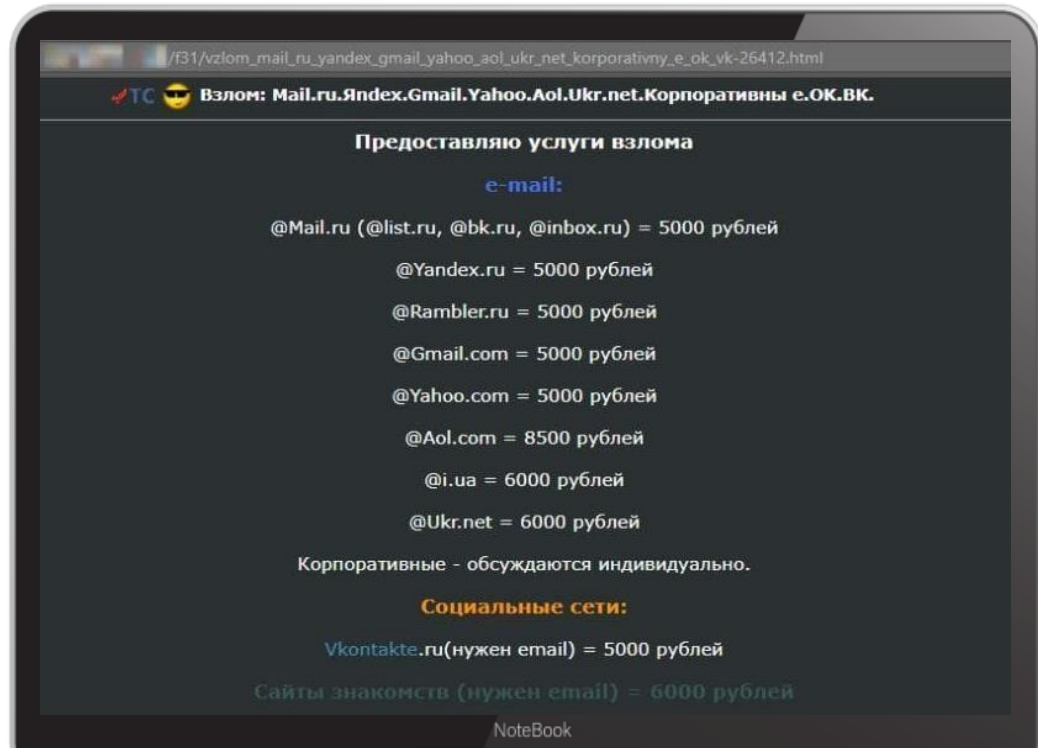 /f31/vzlom_mail_ru_yandex_gmail_yahoo_aol_ukr_net_korporativny_e_ok_vk-26412.html
ТС Взлом: Mail.ru.Яndex.Gmail.Yahoo.Aol.Ukr.net.Корпоративны е.ОК.ВК.
Предоставляю услуги взлома
e-mail:
@Mail.ru (@list.ru, @bk.ru, @inbox.ru) = 5000 рублей
@Yandex.ru = 5000 рублей
@Rambler.ru = 5000 рублей
@Gmail.com = 5000 рублей
@Yahoo.com = 5000 рублей
@Aol.com = 8500 рублей
@i.ua = 6000 рублей
@Ukr.net = 6000 рублей
Корпоративные - обсуждаются индивидуально.
Социальные сети:
Vkontakte.ru(нужен email) = 5000 рублей
Сайты знакомств (нужен email) = 6000 рублей
NoteBook